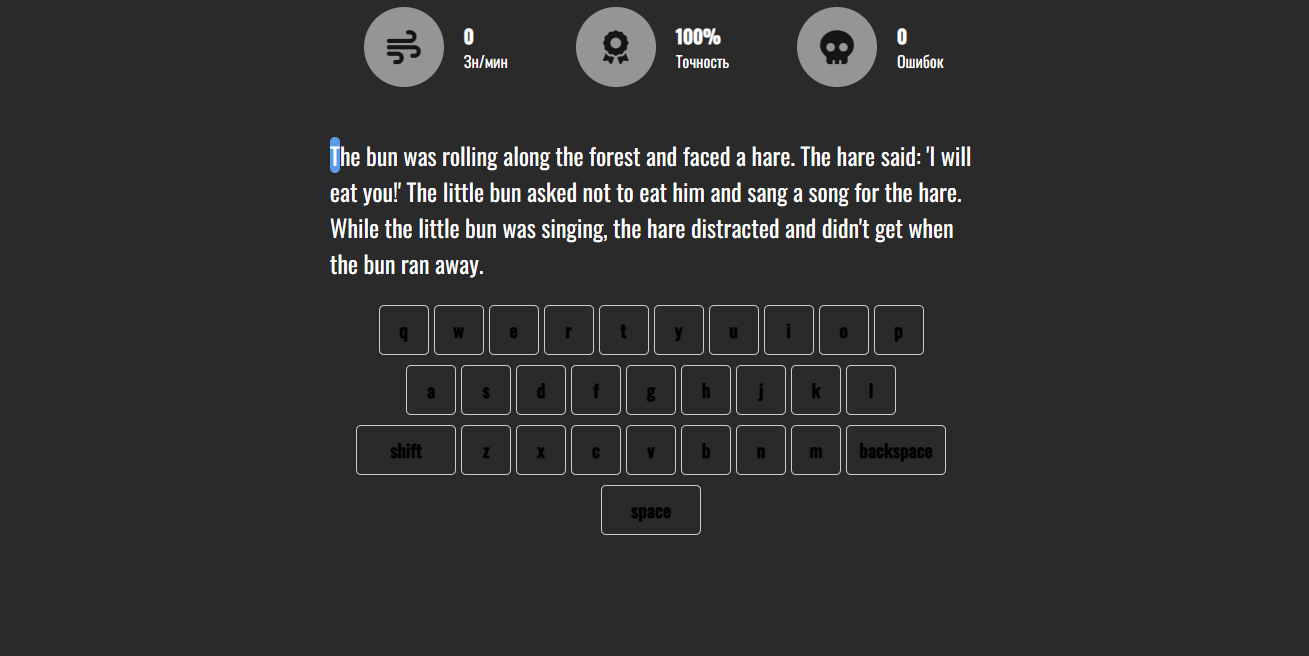 0
Зн/мин
100%
Точность
0
Ошибок
The bun was rolling along the forest and faced a hare. The hare said: 'I will
eat you!' The little bun asked not to eat him and sang a song for the hare.
While the little bun was singing, the hare distracted and didn't get when
the bun ran away.
q w e r t y u i o p
a s d f g h j k l
shift z x c v b n m backspace
space